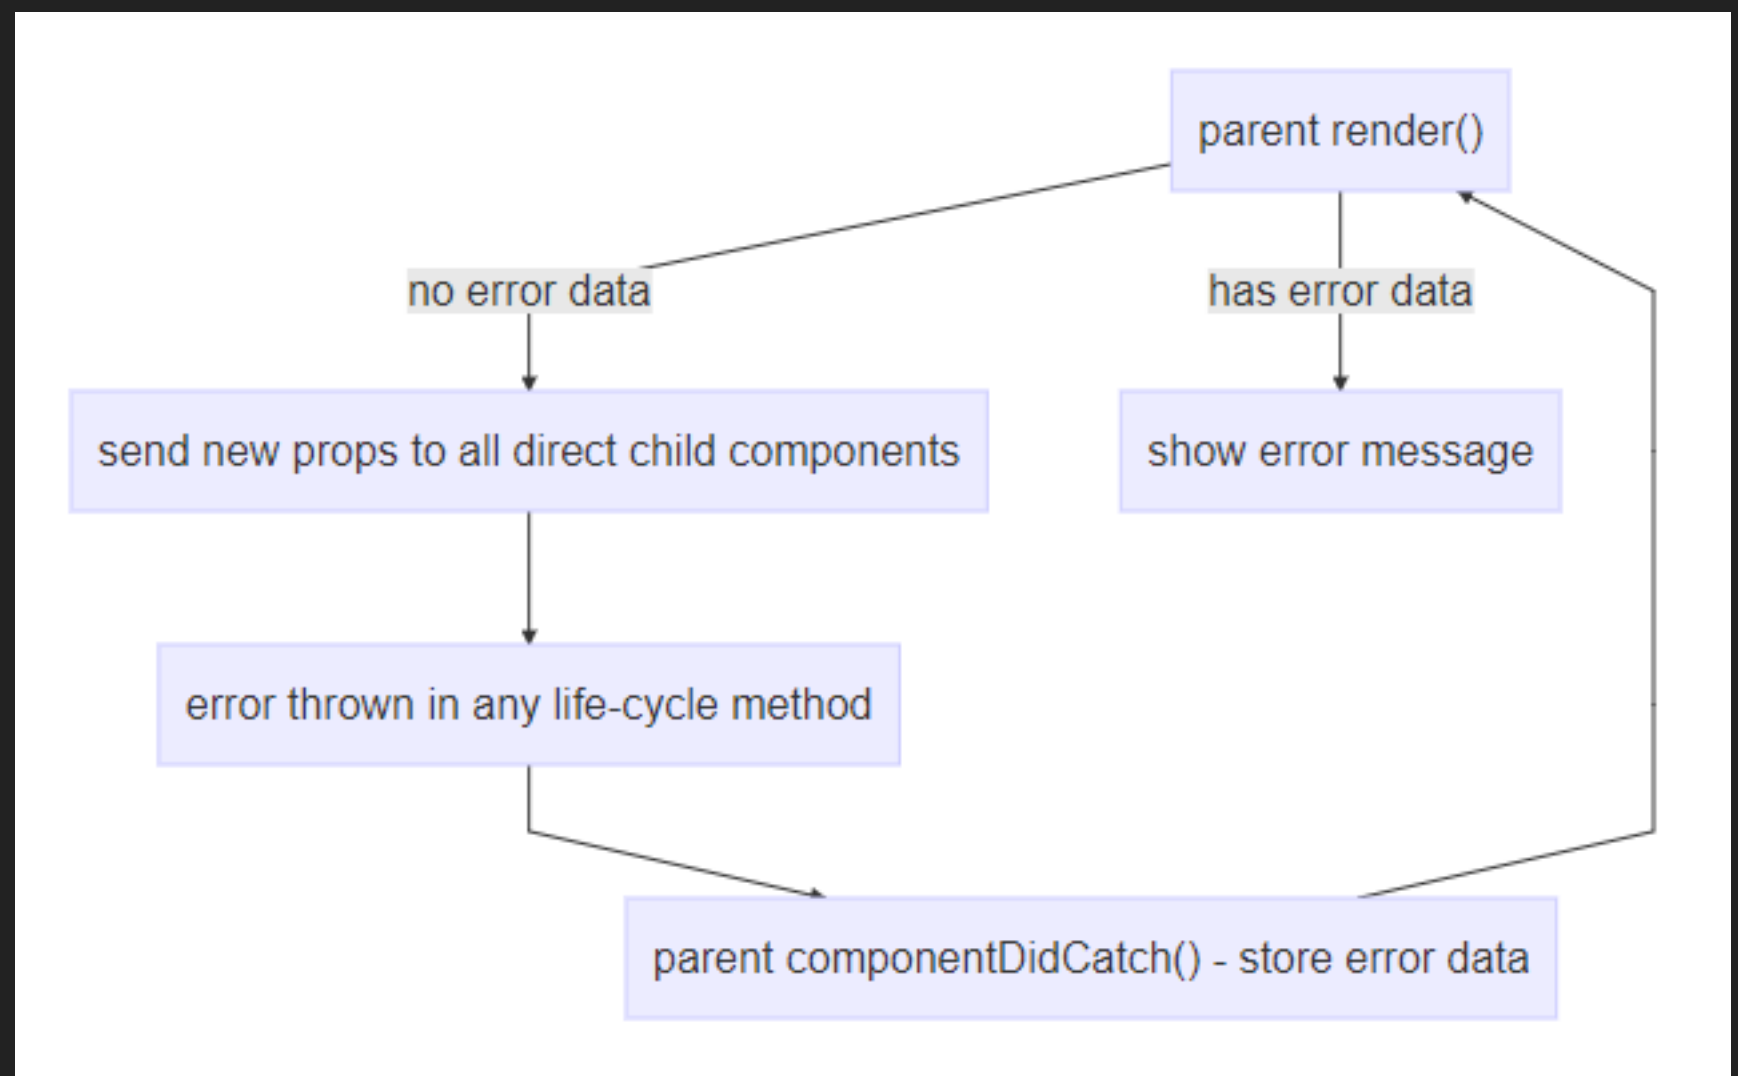 parent render()
no error data
has error data
send new props to all direct child components
show error message
error thrown in any life-cycle method
parent componentDidCatch() - store error data